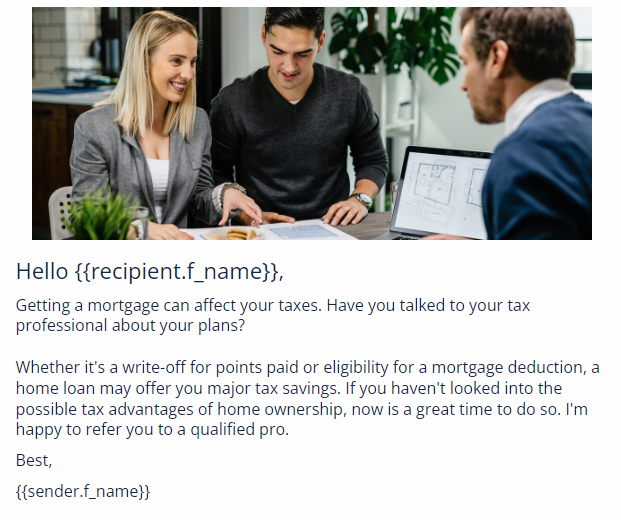 Hello {{recipient.f_name}},
Getting a mortgage can affect your taxes. Have you talked to your tax
professional about your plans?
Whether it's a write-off for points paid or eligibility for a mortgage deduction, a
home loan may offer you major tax savings. If you haven't looked into the
possible tax advantages of home ownership, now is a great time to do so. I'm
happy to refer you to a qualified pro.
Best,
{{sender.f_name}}